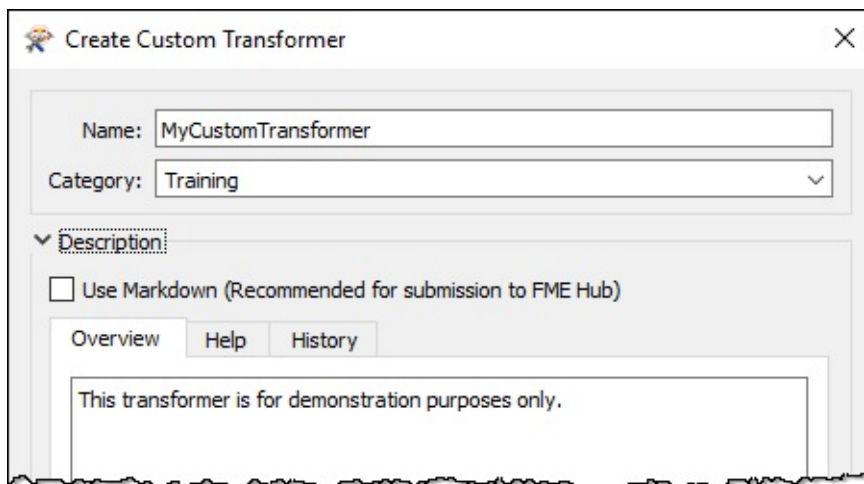 Create Custom Transformer
Name: MyCustomTransformer
Category: Training
Description
Use Markdown (Recommended for submission to FME Hub)
Overview Help History
This transformer is for demonstration purposes only.